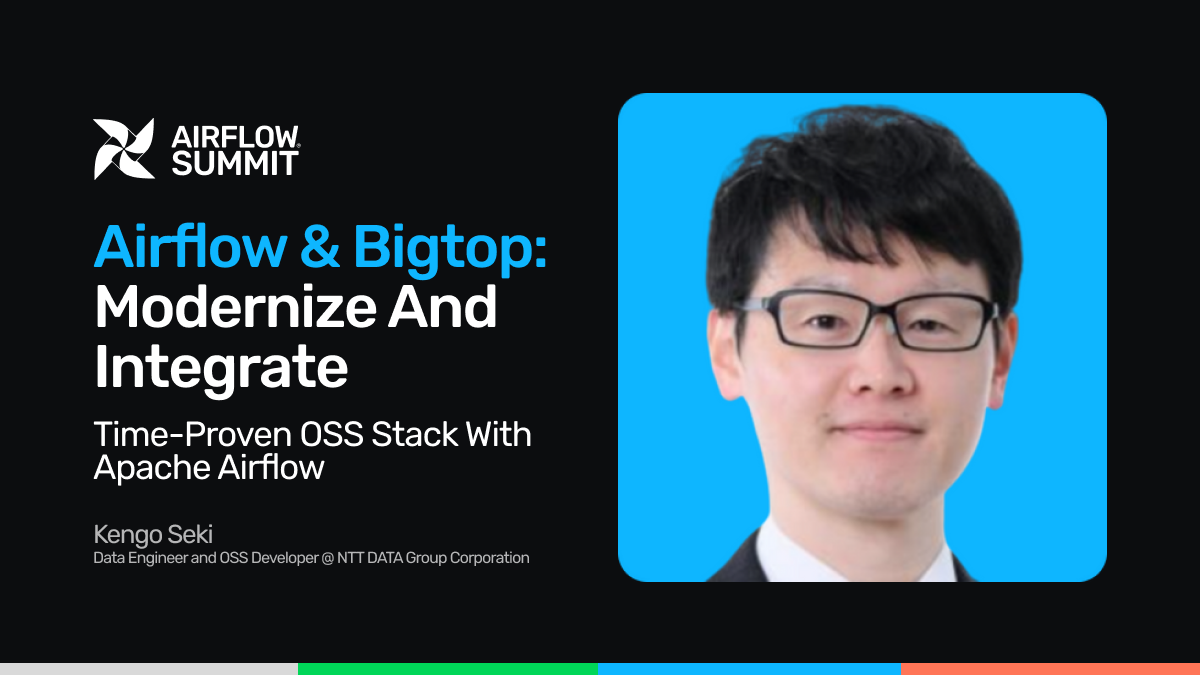 AIRFLOW®
SUMMIT
Airflow & Bigtop:
Modernize And
Integrate
Time-Proven OSS Stack With
Apache Airflow
Kengo Seki
Data Engineer and OSS Developer @ NTT DATA Group Corporation